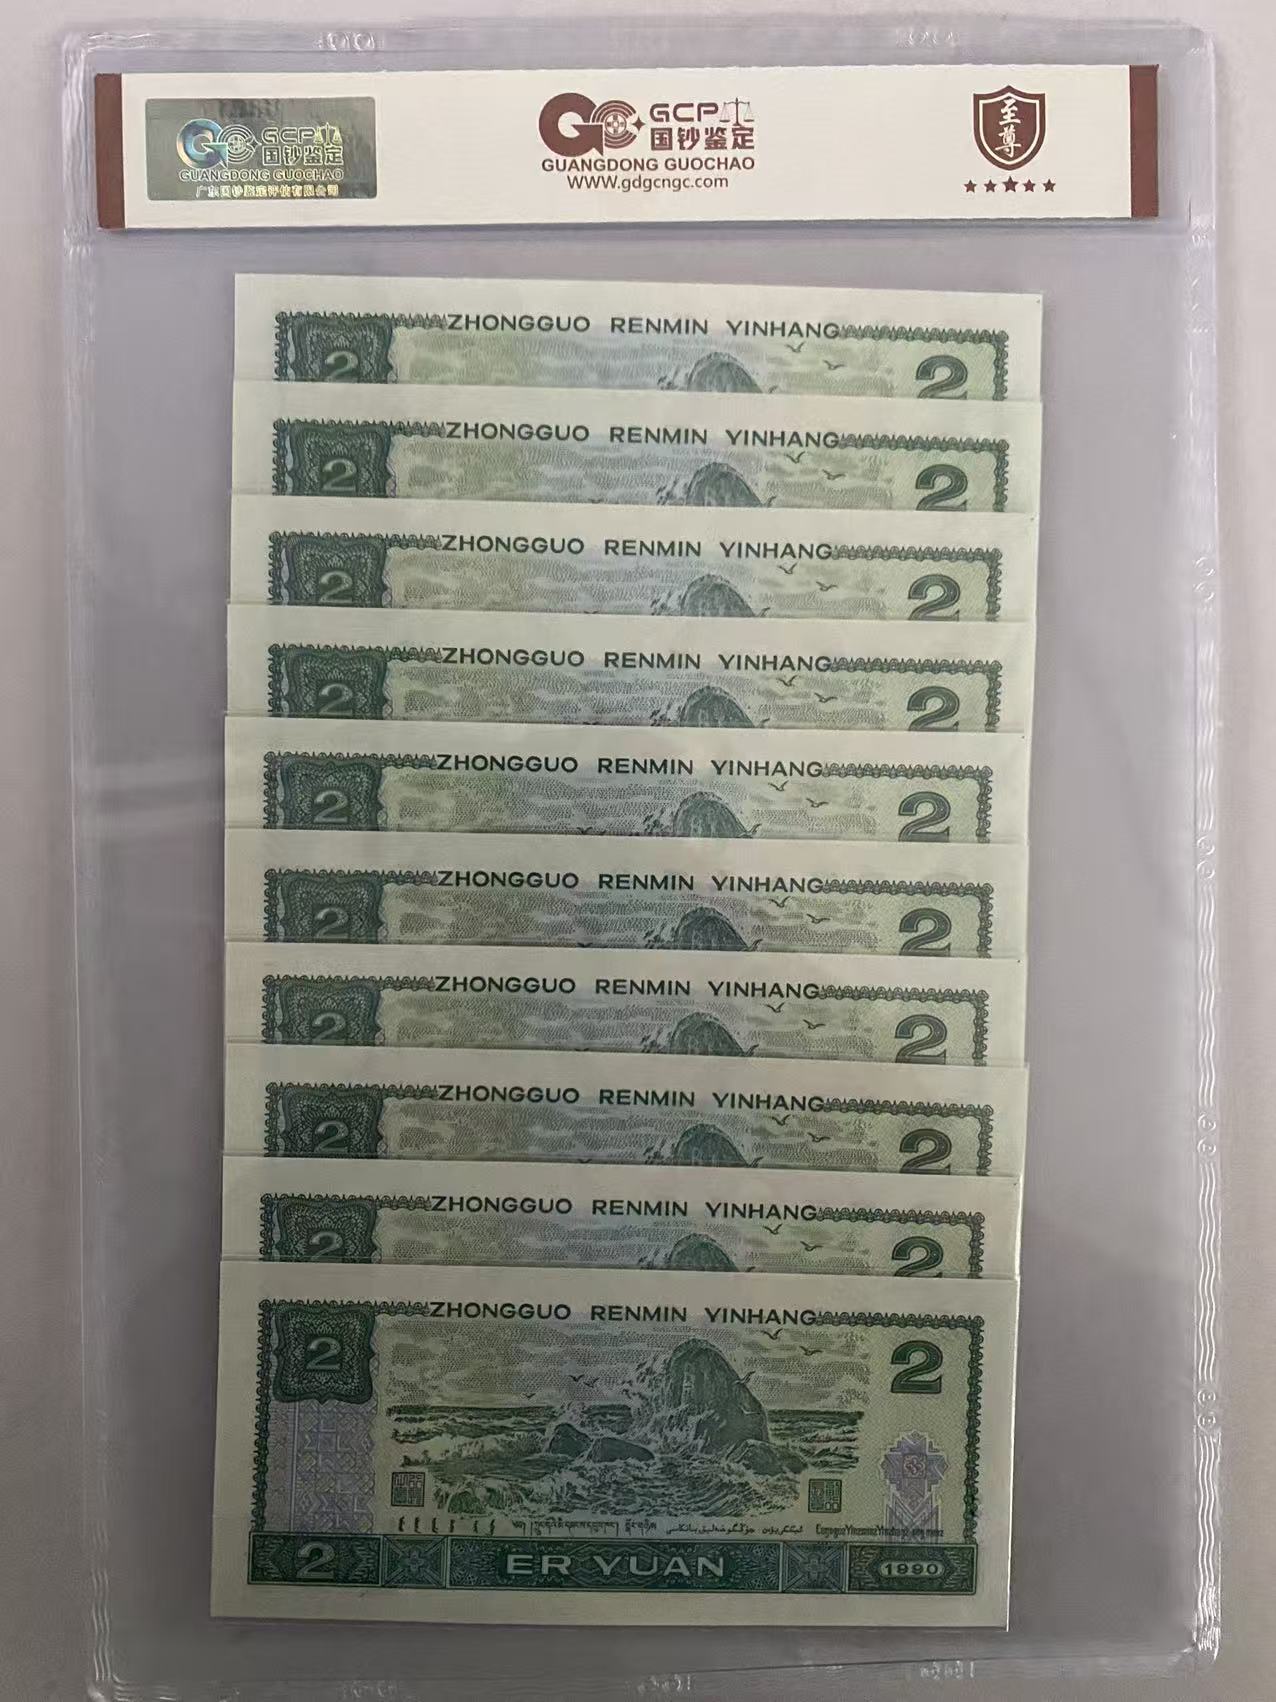 GCP
国钞鉴定
GUANGDONG GUOCHAO
广东国钞鉴定评估有限公司
GCP
国钞鉴定
GUANGDONG GUOCHAO
WWW.gdgcngc.com
至尊
ZHONGGUO RENMIN YINHANG
2 2
ZHONGGUO RENMIN YINHANG
2 2
ZHONGGUO RENMIN YINHANG
2 2
ZHONGGUO RENMIN YINHANG
2 2
ZHONGGUO RENMIN YINHANG
2 2
ZHONGGUO RENMIN YINHANG
2 2
ZHONGGUO RENMIN YINHANG
2 2
ZHONGGUO RENMIN YINHANG
2 2
ZHONGGUO RENMIN YINHANG
2 2
ZHONGGUO RENMIN YINHANG
2 2
2 ER YUAN 1990